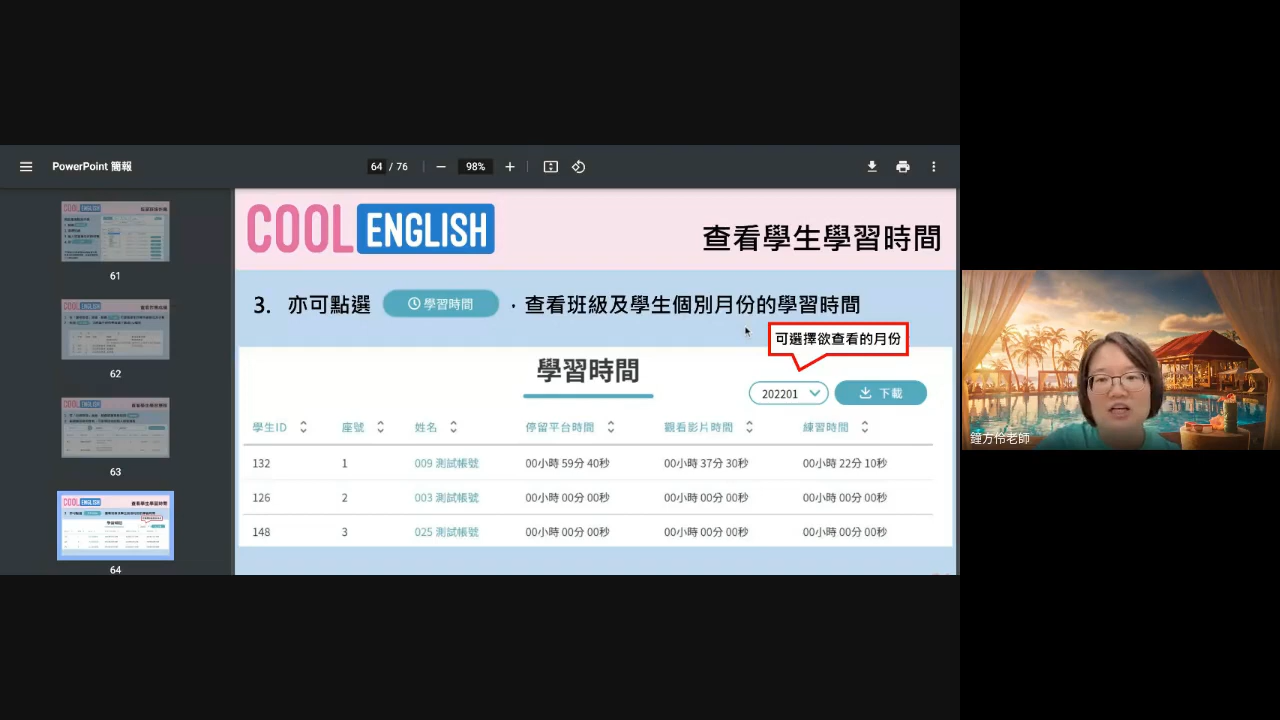 PowerPoint 簡報
64 / 76
98%
61
62
63
64
COOL ENGLISH
查看學生學習時間
3. 亦可點選 學習時間 ，查看班級及學生個別月份的學習時間
可選擇欲查看的月份
學習時間
202201 下載
學生ID 座號 姓名 停留平台時間 觀看影片時間 練習時間
132 1 009 測試帳號 00小時 59分 40秒 00小時 37分 30秒 00小時 22分 10秒
126 2 003 測試帳號 00小時 00分 00秒 00小時 00分 00秒 00小時 00分 00秒
148 3 025 測試帳號 00小時 00分 00秒 00小時 00分 00秒 00小時 00分 00秒
鐘方伶老師